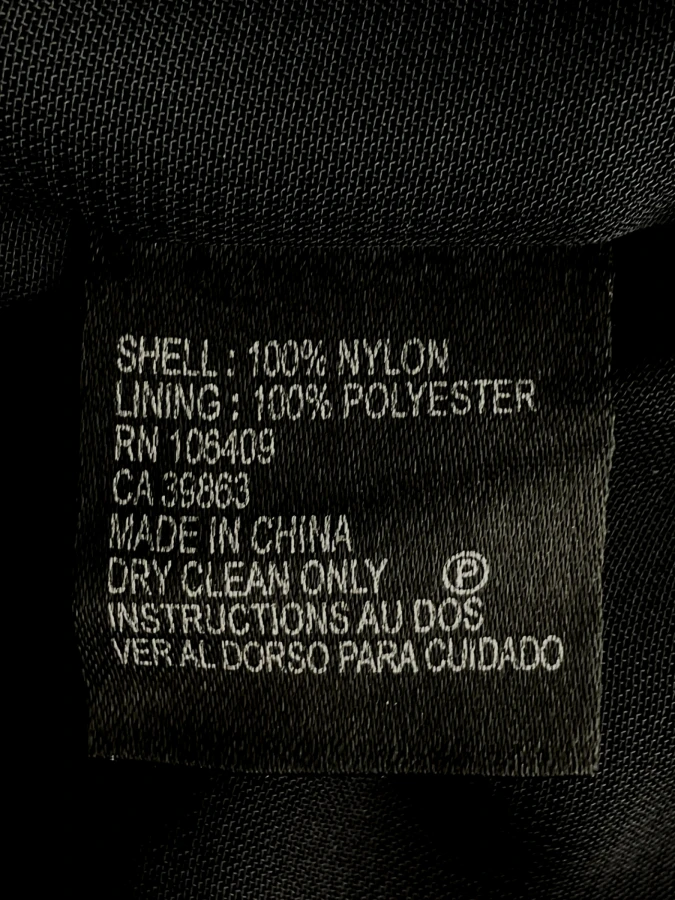 SHELL : 100% NYLON
LINING : 100% POLYESTER
RN 106409
CA 39863
MADE IN CHINA
DRY CLEAN ONLY Ⓟ
INSTRUCTIONS AU DOS
VER AL DORSO PARA CUIDADO